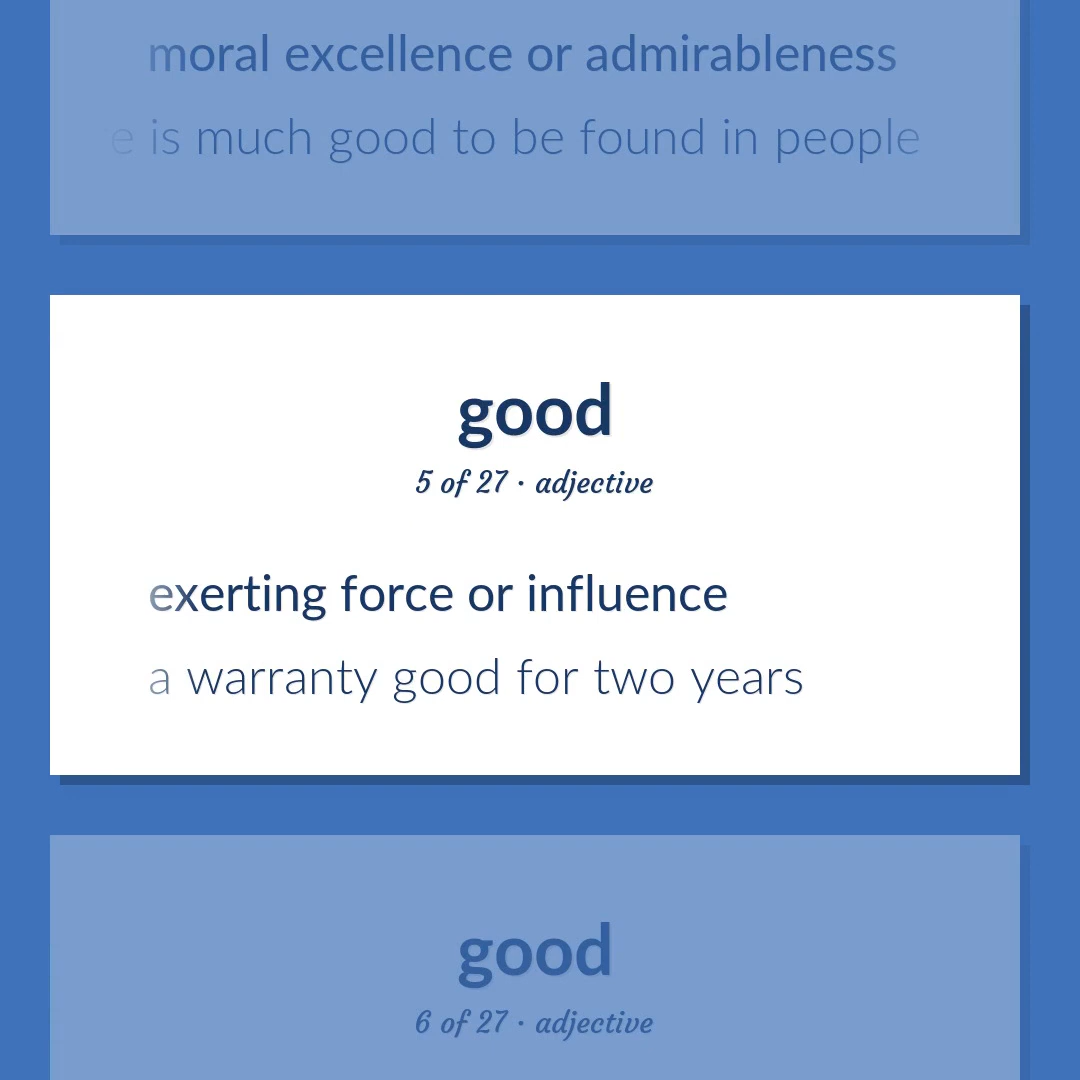 moral excellence or admirableness
e is much good to be found in people
good
5 of 27 · adjective
exerting force or influence
a warranty good for two years
good
6 of 27 · adjective